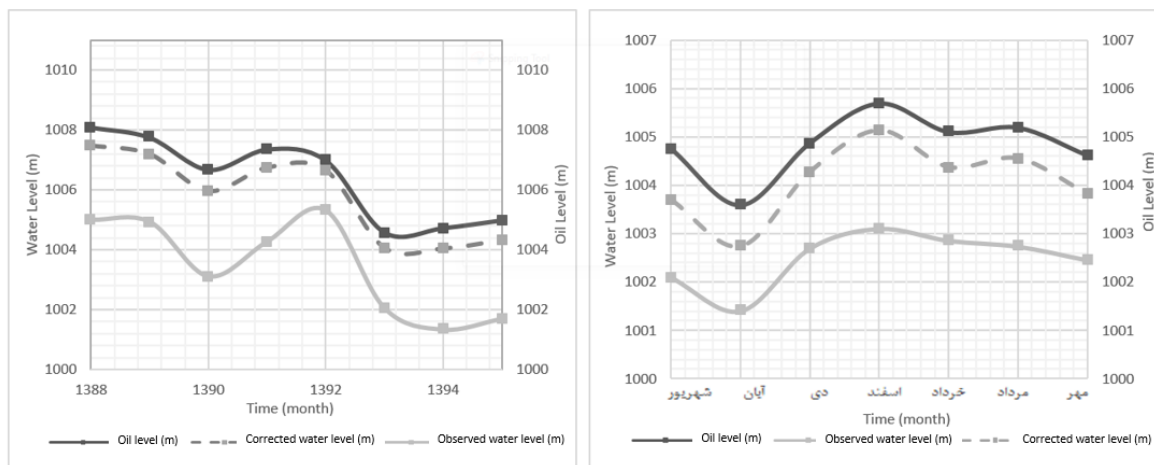 1010
1008
1006
1004
1002
1000
Water Level (m)
1010
1008
1006
1004
1002
1000
Oil Level (m)
1388
1390
1392
1394
Time (month)
Oil level (m)
Corrected water level (m)
Observed water level (m)
1007
1006
1005
1004
1003
1002
1001
1000
Water Level (m)
1007
1006
1005
1004
1003
1002
1001
1000
Oil Level (m)
شهریور
آبان
دی
اسفند
خرداد
مرداد
مهر
Time (month)
Oil level (m)
Observed water level (m)
Corrected water level (m)